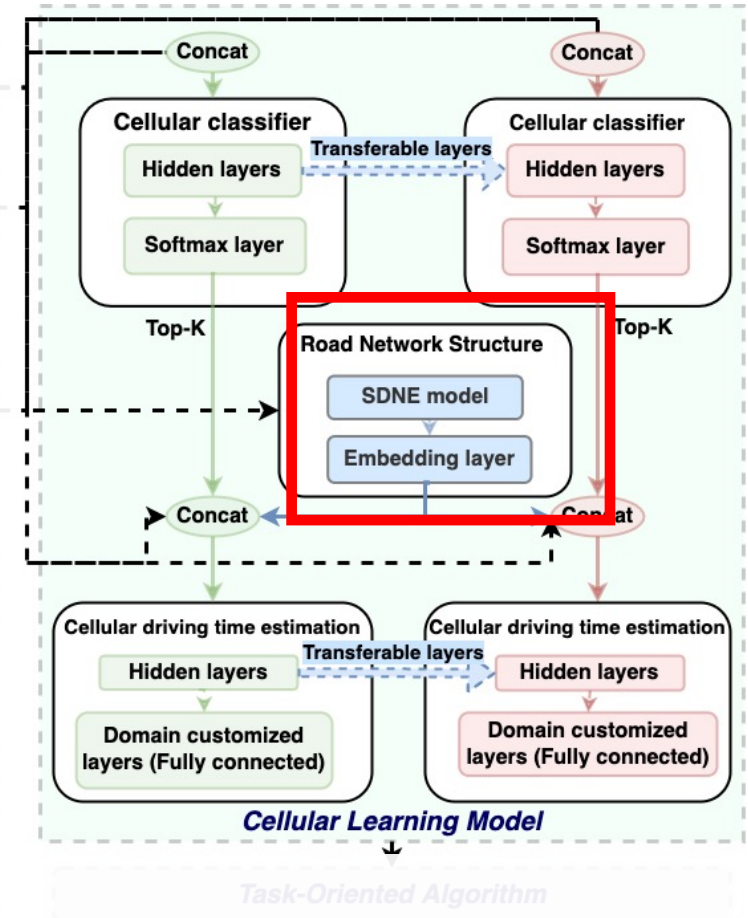 Concat
Concat
Cellular classifier
Cellular classifier
Transferable layers
Hidden layers
Hidden layers
Softmax layer
Softmax layer
Top-K
Top-K
Road Network Structure
SDNE model
Embedding layer
Concat
Concat
Cellular driving time estimation
Cellular driving time estimation
Transferable layers
Hidden layers
Hidden layers
Domain customized
layers (Fully connected)
Domain customized
layers (Fully connected)
Cellular Learning Model
Task-Oriented Algorithm